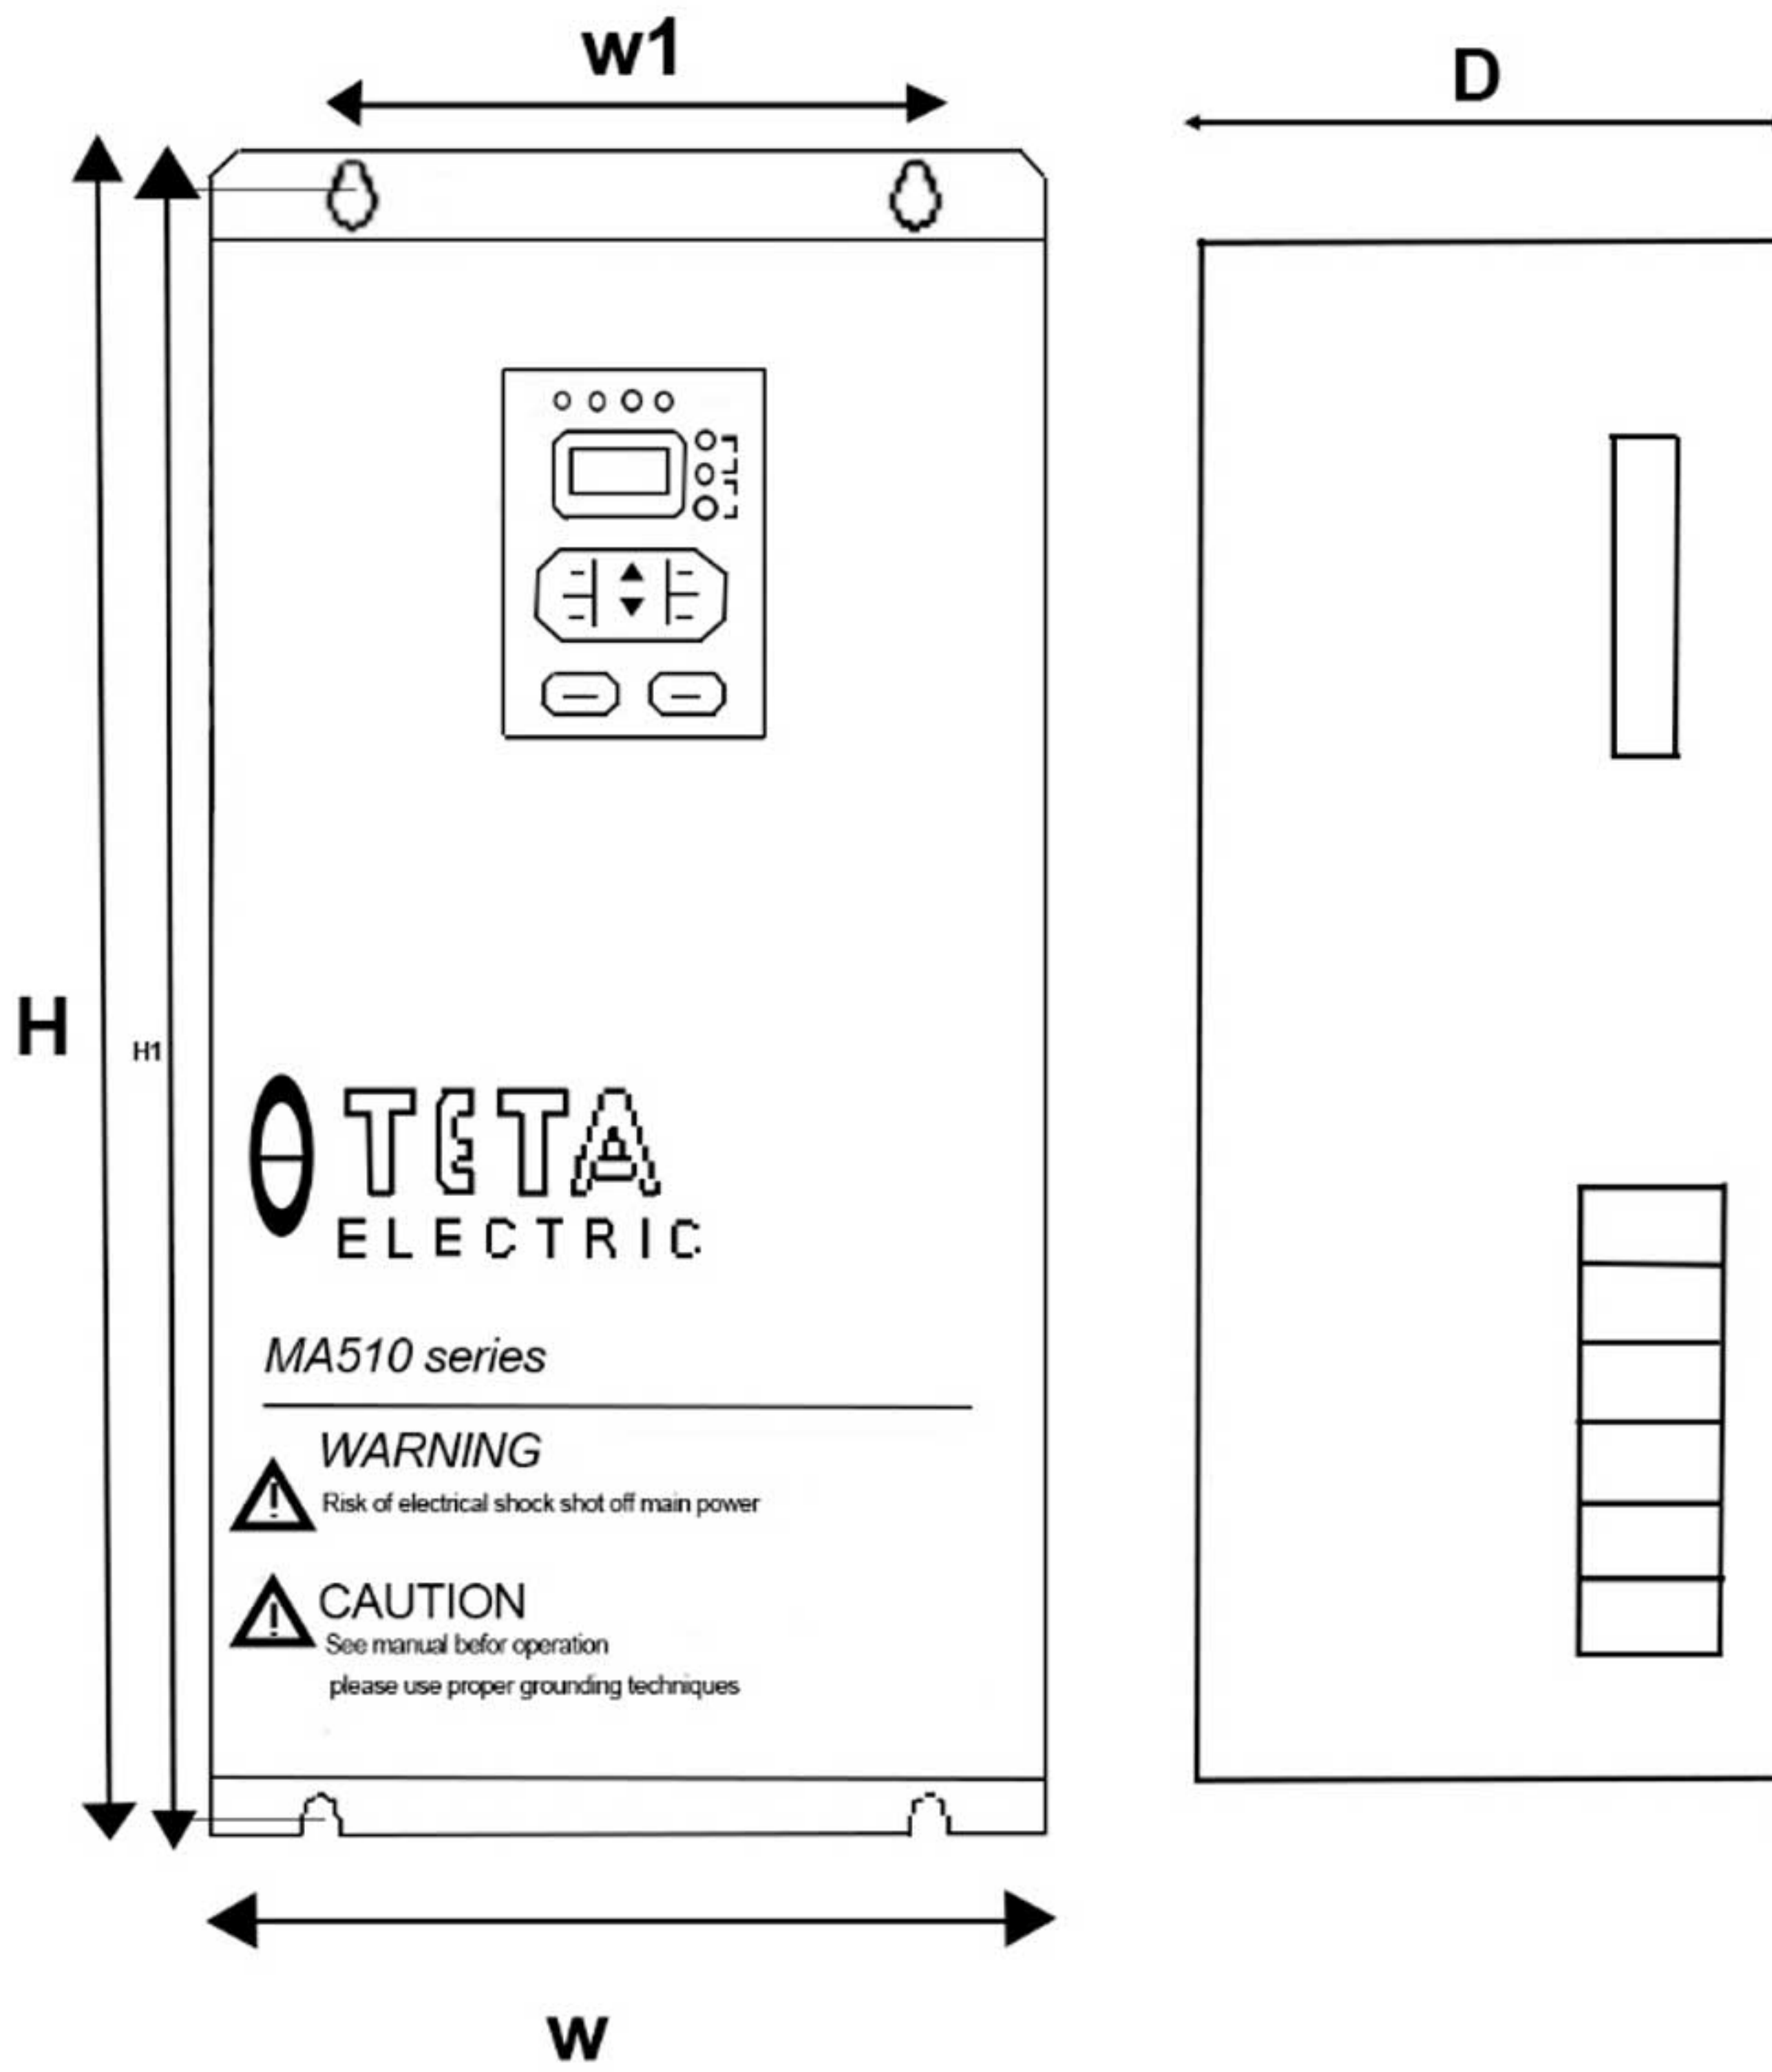 w1
D
H
H1
TETA
ELECTRIC
MA510 series
WARNING
Risk of electrical shock shot off main power
CAUTION
See manual befor operation
please use proper grounding techniques
w